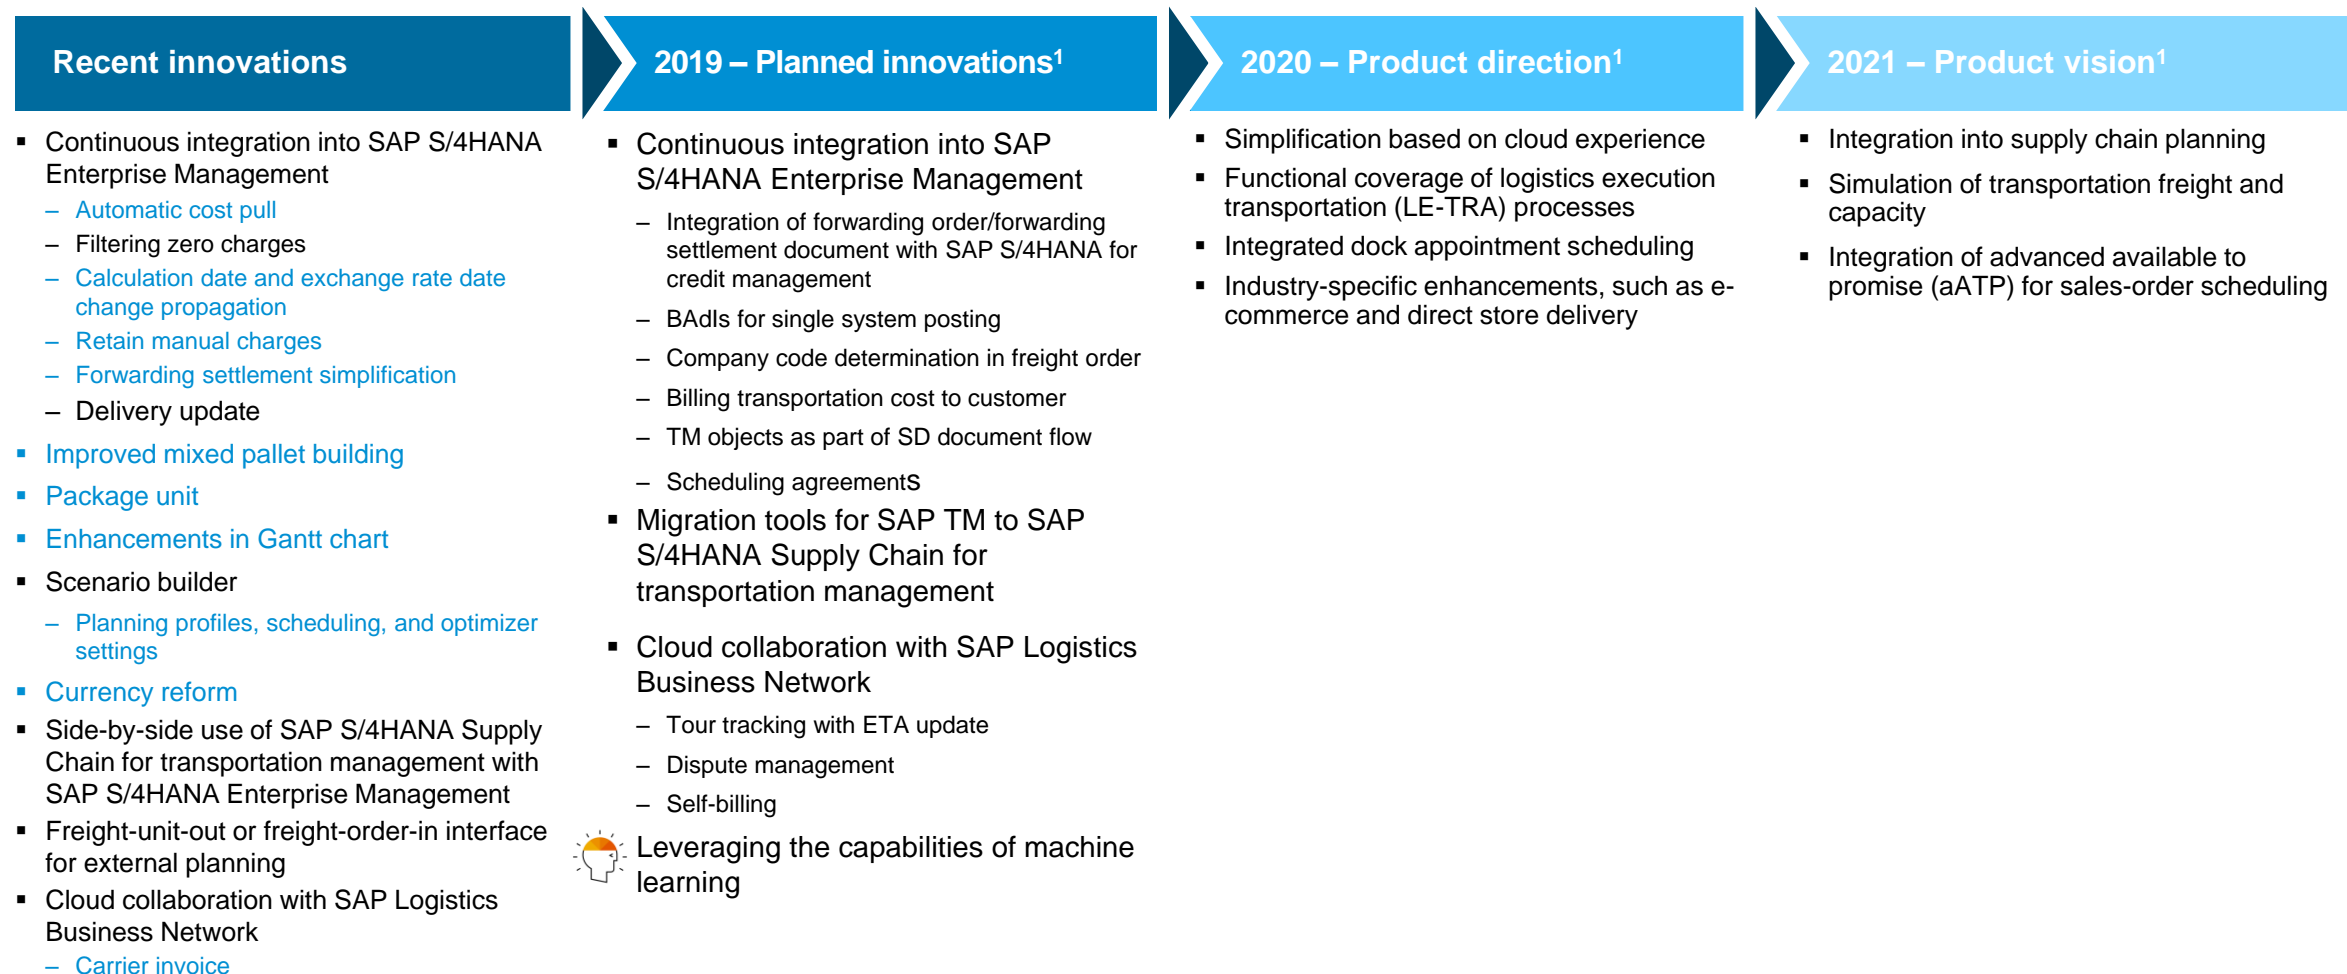 Recent innovations
▪ Continuous integration into SAP S/4HANA
Enterprise Management
– Automatic cost pull
– Filtering zero charges
– Calculation date and exchange rate date
change propagation
– Retain manual charges
– Forwarding settlement simplification
– Delivery update
▪ Improved mixed pallet building
▪ Package unit
▪ Enhancements in Gantt chart
▪ Scenario builder
– Planning profiles, scheduling, and optimizer
settings
▪ Currency reform
▪ Side-by-side use of SAP S/4HANA Supply
Chain for transportation management with
SAP S/4HANA Enterprise Management
▪ Freight-unit-out or freight-order-in interface
for external planning
▪ Cloud collaboration with SAP Logistics
Business Network
– Carrier invoice
2019 – Planned innovations¹
▪ Continuous integration into SAP
S/4HANA Enterprise Management
– Integration of forwarding order/forwarding
settlement document with SAP S/4HANA for
credit management
– BAdIs for single system posting
– Company code determination in freight order
– Billing transportation cost to customer
– TM objects as part of SD document flow
– Scheduling agreements
▪ Migration tools for SAP TM to SAP
S/4HANA Supply Chain for
transportation management
▪ Cloud collaboration with SAP Logistics
Business Network
– Tour tracking with ETA update
– Dispute management
– Self-billing
Leveraging the capabilities of machine
learning
2020 – Product direction¹
▪ Simplification based on cloud experience
▪ Functional coverage of logistics execution
transportation (LE-TRA) processes
▪ Integrated dock appointment scheduling
▪ Industry-specific enhancements, such as e-
commerce and direct store delivery
2021 – Product vision¹
▪ Integration into supply chain planning
▪ Simulation of transportation freight and
capacity
▪ Integration of advanced available to
promise (aATP) for sales-order scheduling